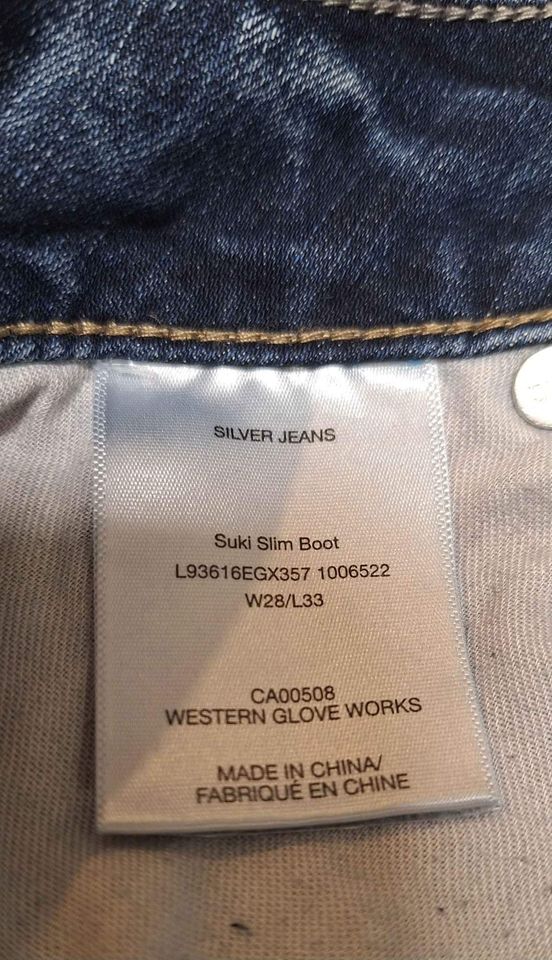 SILVER JEANS
Suki Slim Boot
L93616EGX357 1006522
W28/L33
CA00508
WESTERN GLOVE WORKS
MADE IN CHINA/
FABRIQUÉ EN CHINE